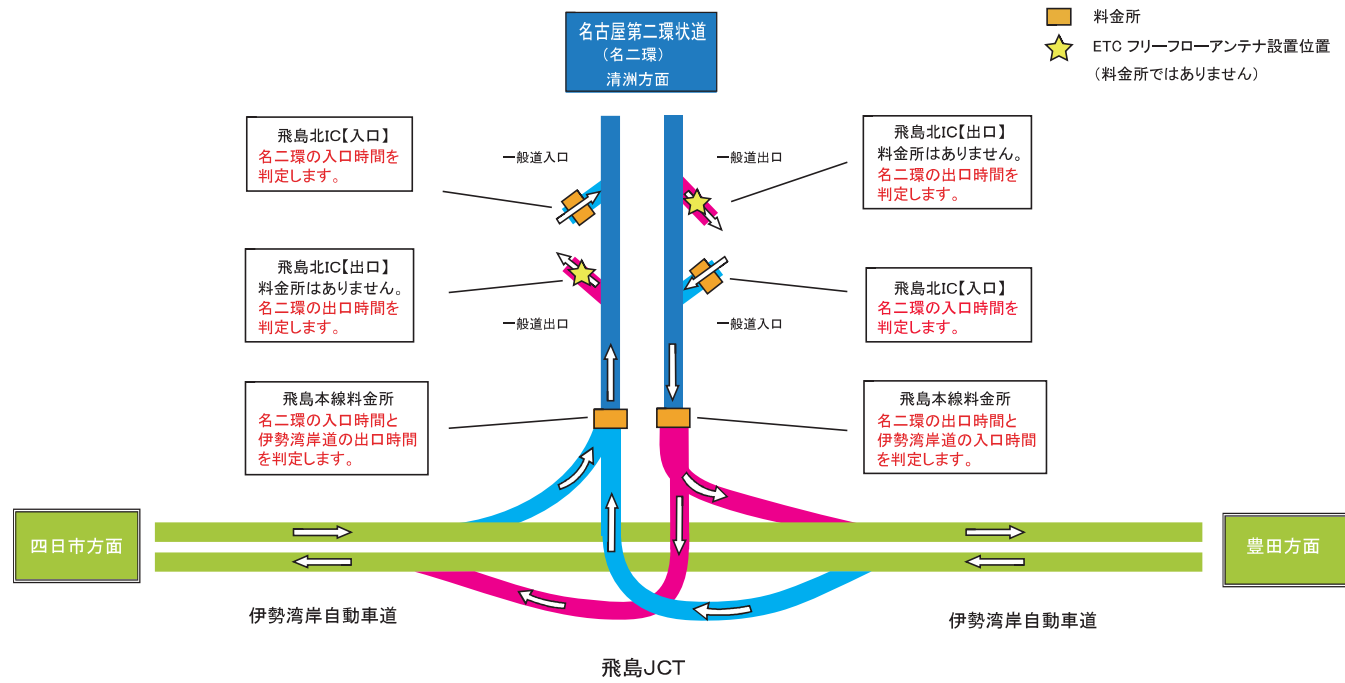 名古屋第二環状道
（名二環）
清洲方面
料金所
ETC フリーフローアンテナ設置位置
（料金所ではありません）
飛島北IC【入口】
名二環の入口時間を
判定します。
一般道入口
一般道出口
飛島北IC【出口】
料金所はありません。
名二環の出口時間を
判定します。
飛島北IC【出口】
料金所はありません。
名二環の出口時間を
判定します。
一般道出口
一般道入口
飛島北IC【入口】
名二環の入口時間を
判定します。
飛島本線料金所
名二環の入口時間と
伊勢湾岸道の出口時間
を判定します。
飛島本線料金所
名二環の出口時間と
伊勢湾岸道の入口時間
を判定します。
四日市方面
豊田方面
伊勢湾岸自動車道
伊勢湾岸自動車道
飛島JCT